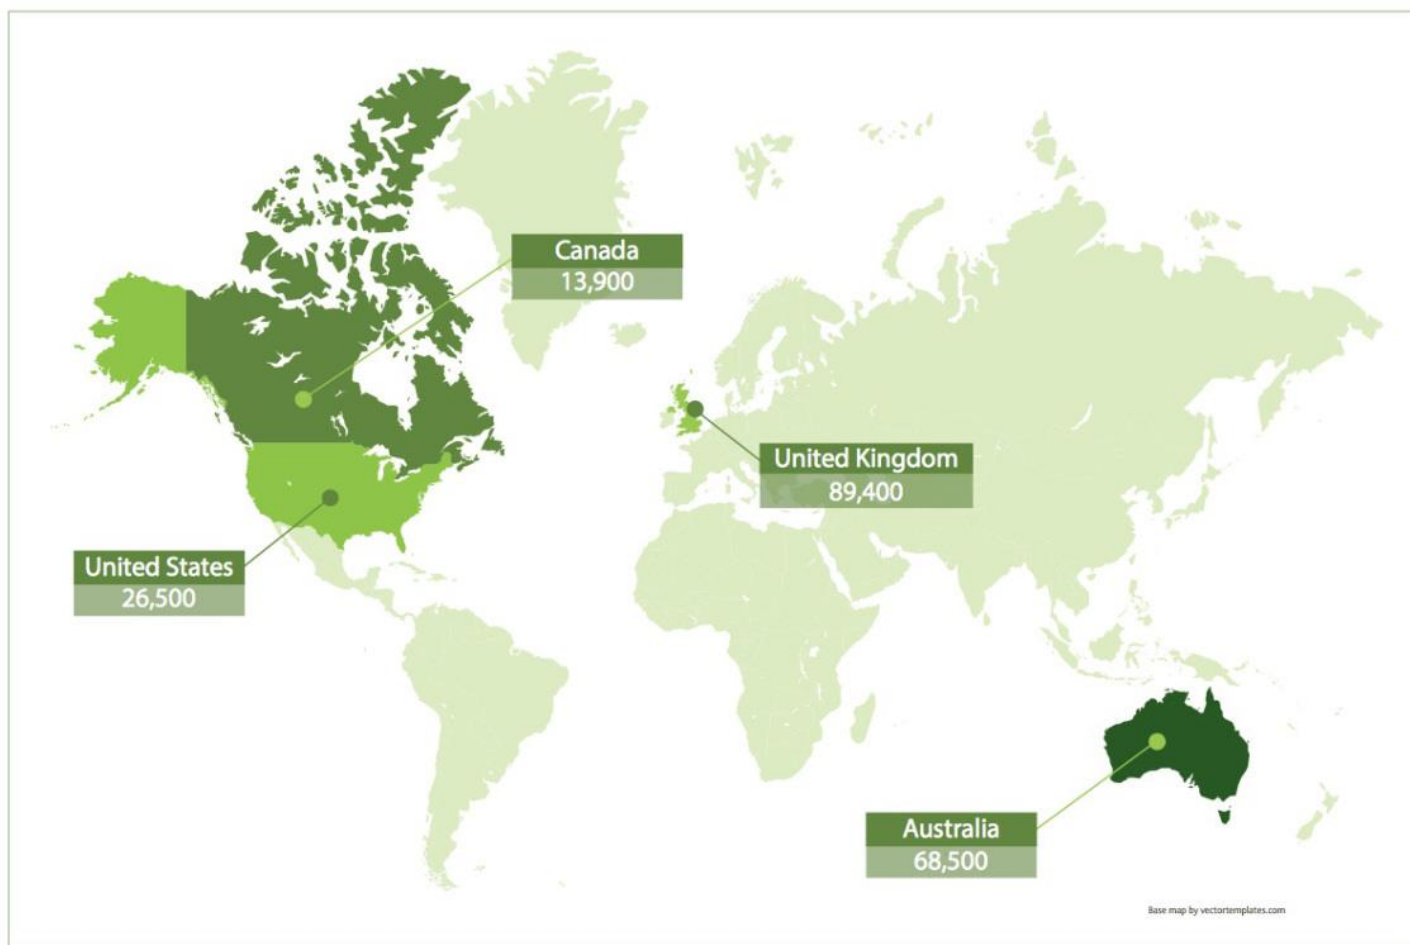 Canada
13,900
United Kingdom
89,400
United States
26,500
Australia
68,500
Base map by vectortemplates.com